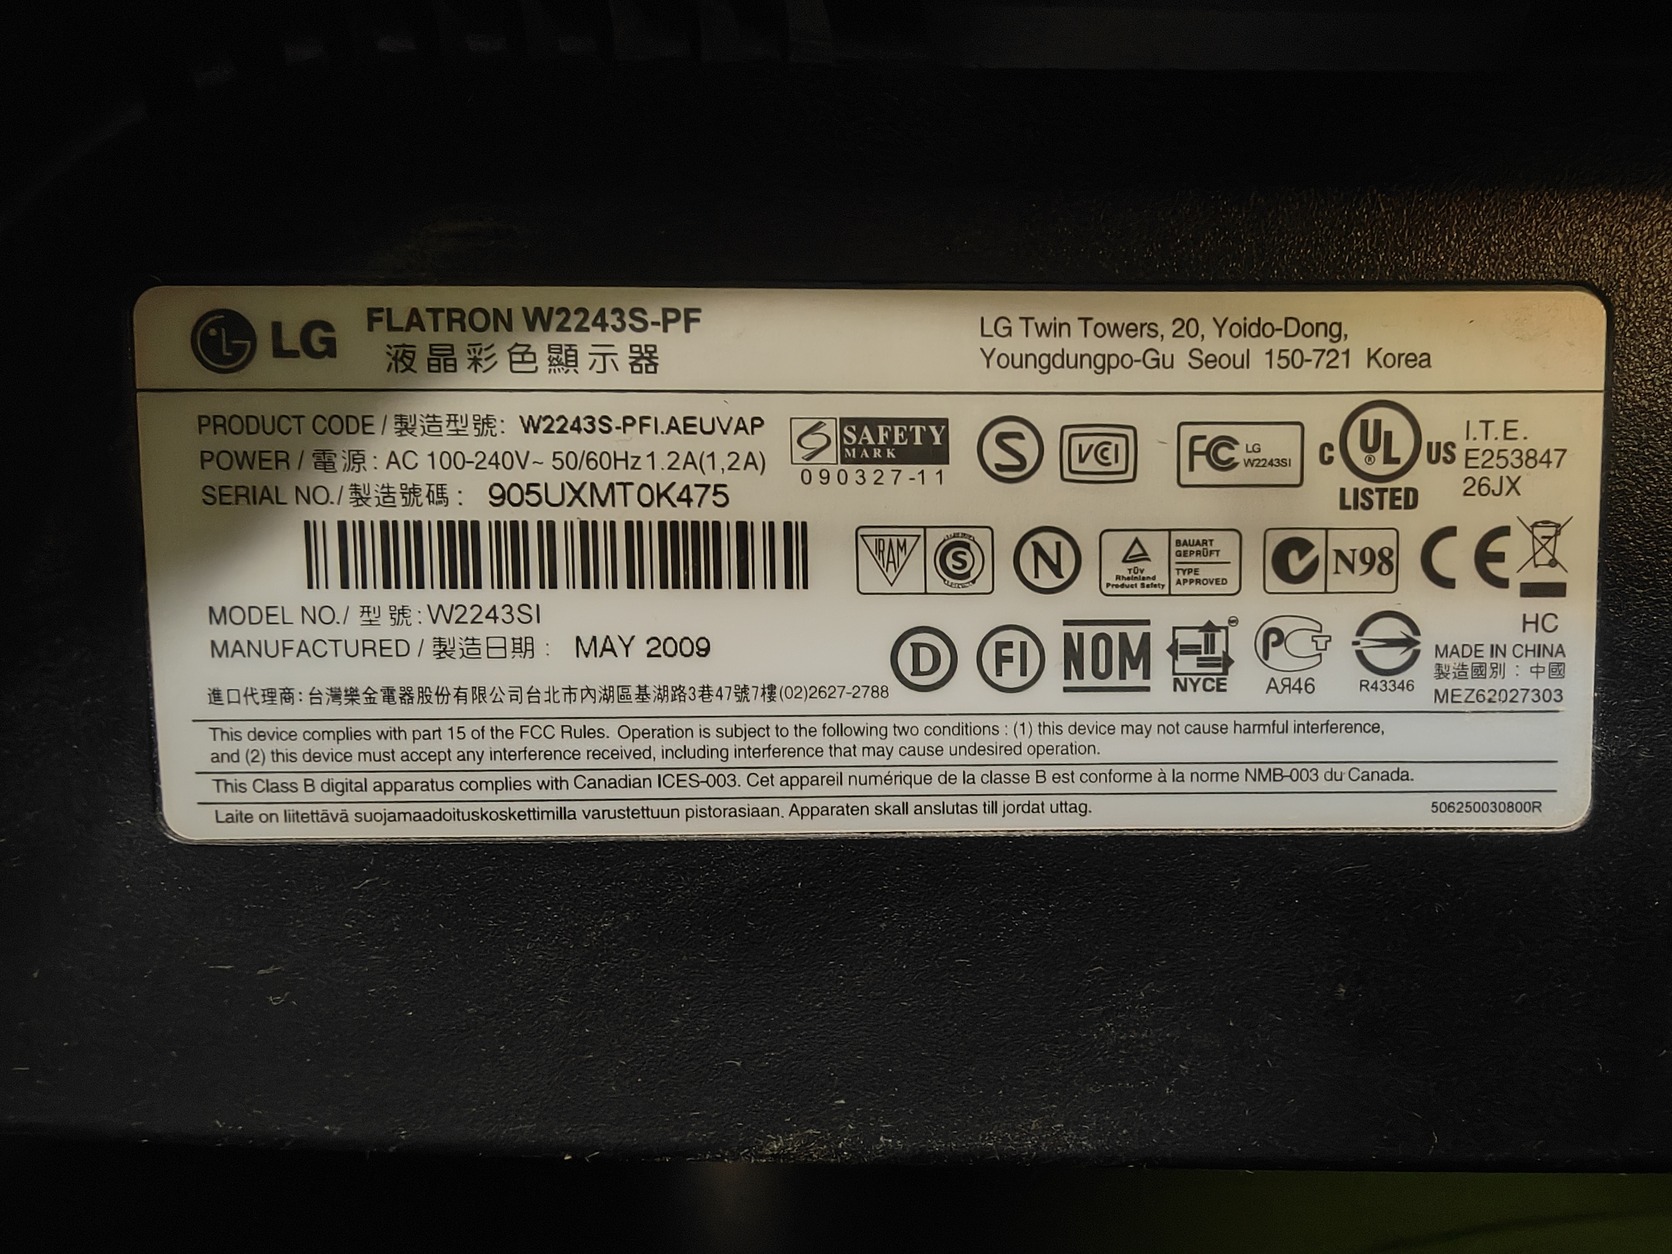 LG
FLATRON W2243S-PF
液晶彩色顯示器
LG Twin Towers, 20, Yoido-Dong,
Youngdungpo-Gu Seoul 150-721 Korea
PRODUCT CODE / 製造型號: W2243S-PFI.AEUVAP
POWER / 電源: AC 100-240V~ 50/60Hz 1.2A(1,2A)
SERIAL NO./ 製造號碼: 905UXMT0K475
SAFETY
MARK
090327-11
S
VCI
FC LG
W2243SI
C UL US
®
LISTED
I.T.E.
E253847
26JX
IRAM
S
N
TÜV
Rheinland
Product Safety
BAUART
GEPRÜFT
TYPE
APPROVED
N98
CE
MODEL NO./ 型號: W2243SI
MANUFACTURED / 製造日期: MAY 2009
D
FI
NOM
NYCE
PCT
АЯ46
R43346
HC
MADE IN CHINA
製造國別: 中國
MEZ62027303
進口代理商: 台灣樂金電器股份有限公司台北市內湖區基湖路3巷47號7樓(02)2627-2788
This device complies with part 15 of the FCC Rules. Operation is subject to the following two conditions : (1) this device may not cause harmful interference,
and (2) this device must accept any interference received, including interference that may cause undesired operation.
This Class B digital apparatus complies with Canadian ICES-003. Cet appareil numérique de la classe B est conforme à la norme NMB-003 du Canada.
Laite on liitettävä suojamaadoituskoskettimilla varustettuun pistorasiaan. Apparaten skall anslutas till jordat uttag.
506250030800R